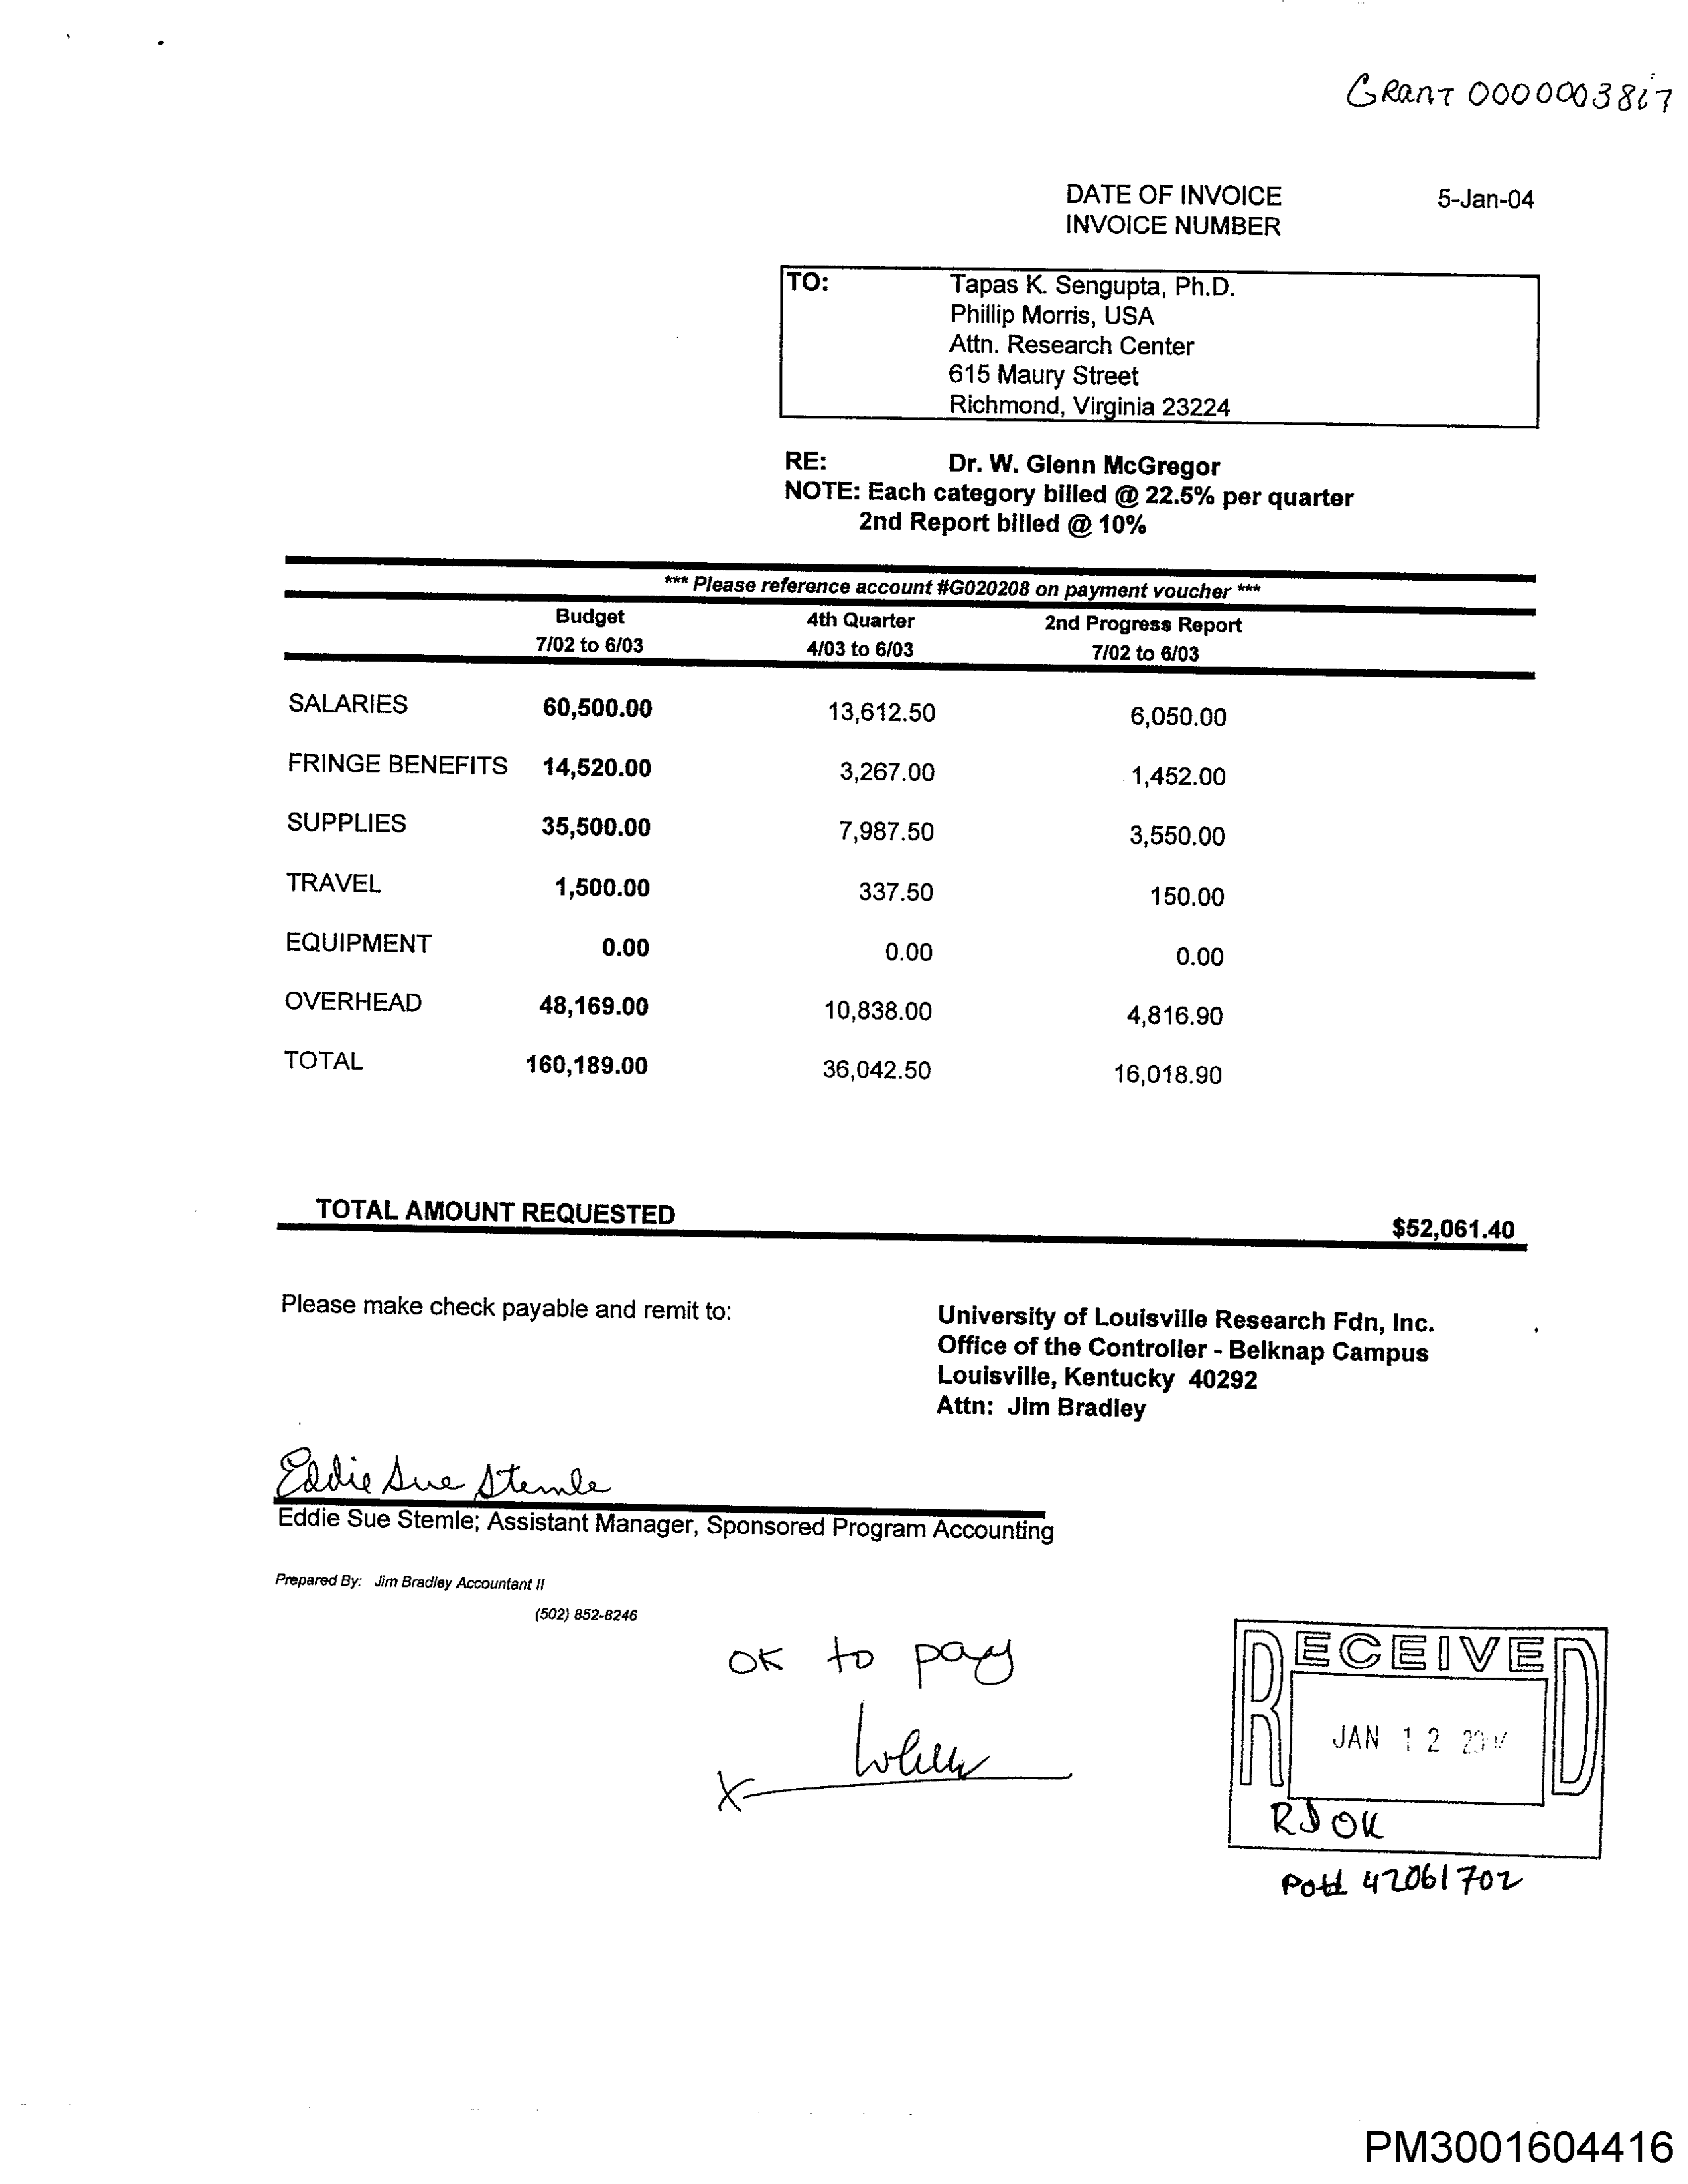 GRANT 0000003817
DATE OF INVOICE 5-Jan-04
INVOICE NUMBER
TO: Tapas K. Sengupta, Ph.D.
Phillip Morris, USA
Attn. Research Center
615 Maury Street
Richmond, Virginia 23224
RE: Dr. W. Glenn McGregor
NOTE: Each category billed @ 22.5% per quarter
2nd Report billed @ 10%
*** Please reference account #G020208 on payment voucher ***
Budget 4th Quarter 2nd Progress Report
7/02 to 6/03 4/03 to 6/03 7/02 to 6/03
SALARIES 60,500.00 13,612.50 6,050.00
FRINGE BENEFITS 14,520.00 3,267.00 1,452.00
SUPPLIES 35,500.00 7,987.50 3,550.00
TRAVEL 1,500.00 337.50 150.00
EQUIPMENT 0.00 0.00 0.00
OVERHEAD 48,169.00 10,838.00 4,816.90
TOTAL 160,189.00 36,042.50 16,018.90
TOTAL AMOUNT REQUESTED $52,061.40
Please make check payable and remit to:
University of Louisville Research Fdn, Inc.
Office of the Controller - Belknap Campus
Louisville, Kentucky 40292
Attn: Jim Bradley
Eddie Sue Stemle
Eddie Sue Stemle; Assistant Manager, Sponsored Program Accounting
Prepared By: Jim Bradley Accountant II
(502) 852-8246
OK to pay
X
RECEIVED
JAN 12
RJ OK
PO# 42061702
PM3001604416